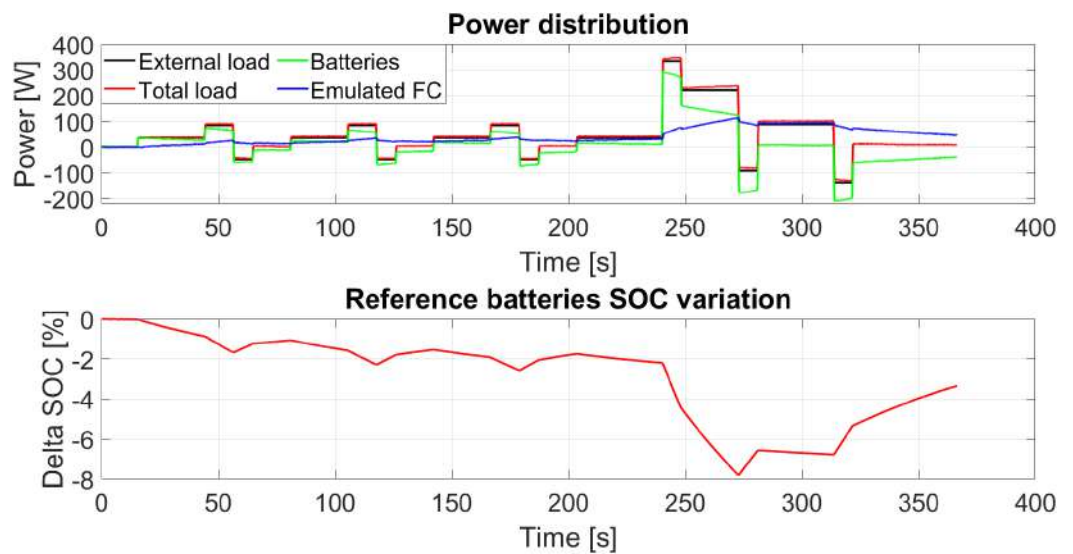 Power distribution
Power [W]
400
300
200
100
0
-100
-200
External load
Batteries
Total load
Emulated FC
0 50 100 150 200 250 300 350 400
Time [s]
Reference batteries SOC variation
Delta SOC [%]
0
-2
-4
-6
-8
0 50 100 150 200 250 300 350 400
Time [s]